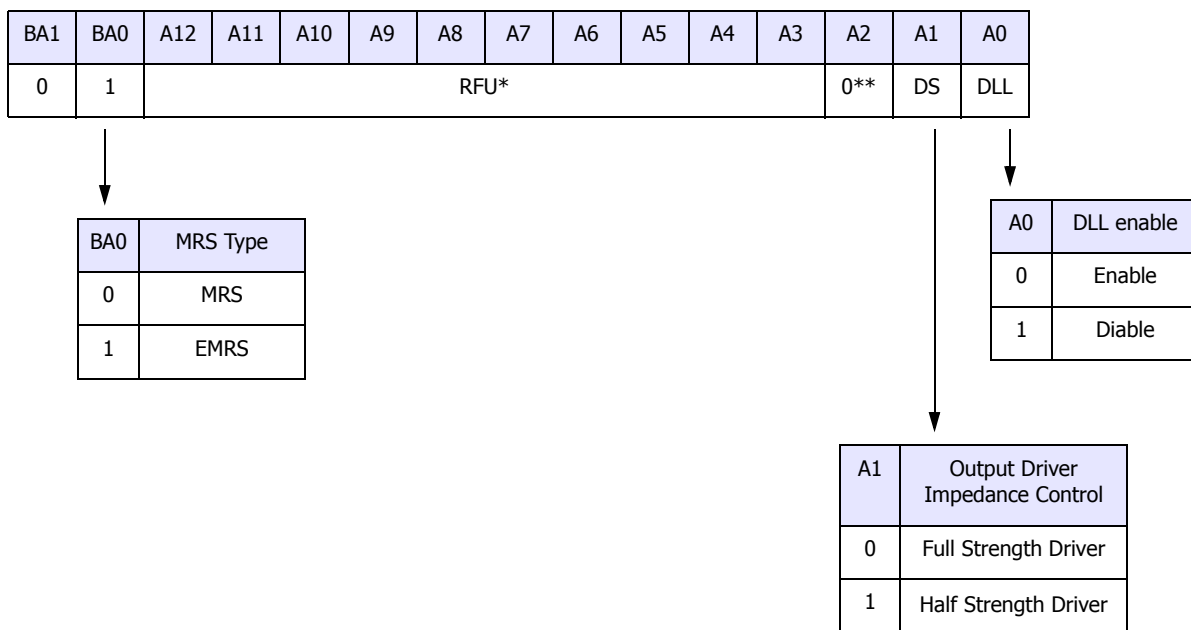 BA1 BA0 A12 A11 A10 A9 A8 A7 A6 A5 A4 A3 A2 A1 A0
0 1 RFU* 0** DS DLL
BA0 MRS Type
0 MRS
1 EMRS
A0 DLL enable
0 Enable
1 Diable
A1 Output Driver
Impedance Control
0 Full Strength Driver
1 Half Strength Driver